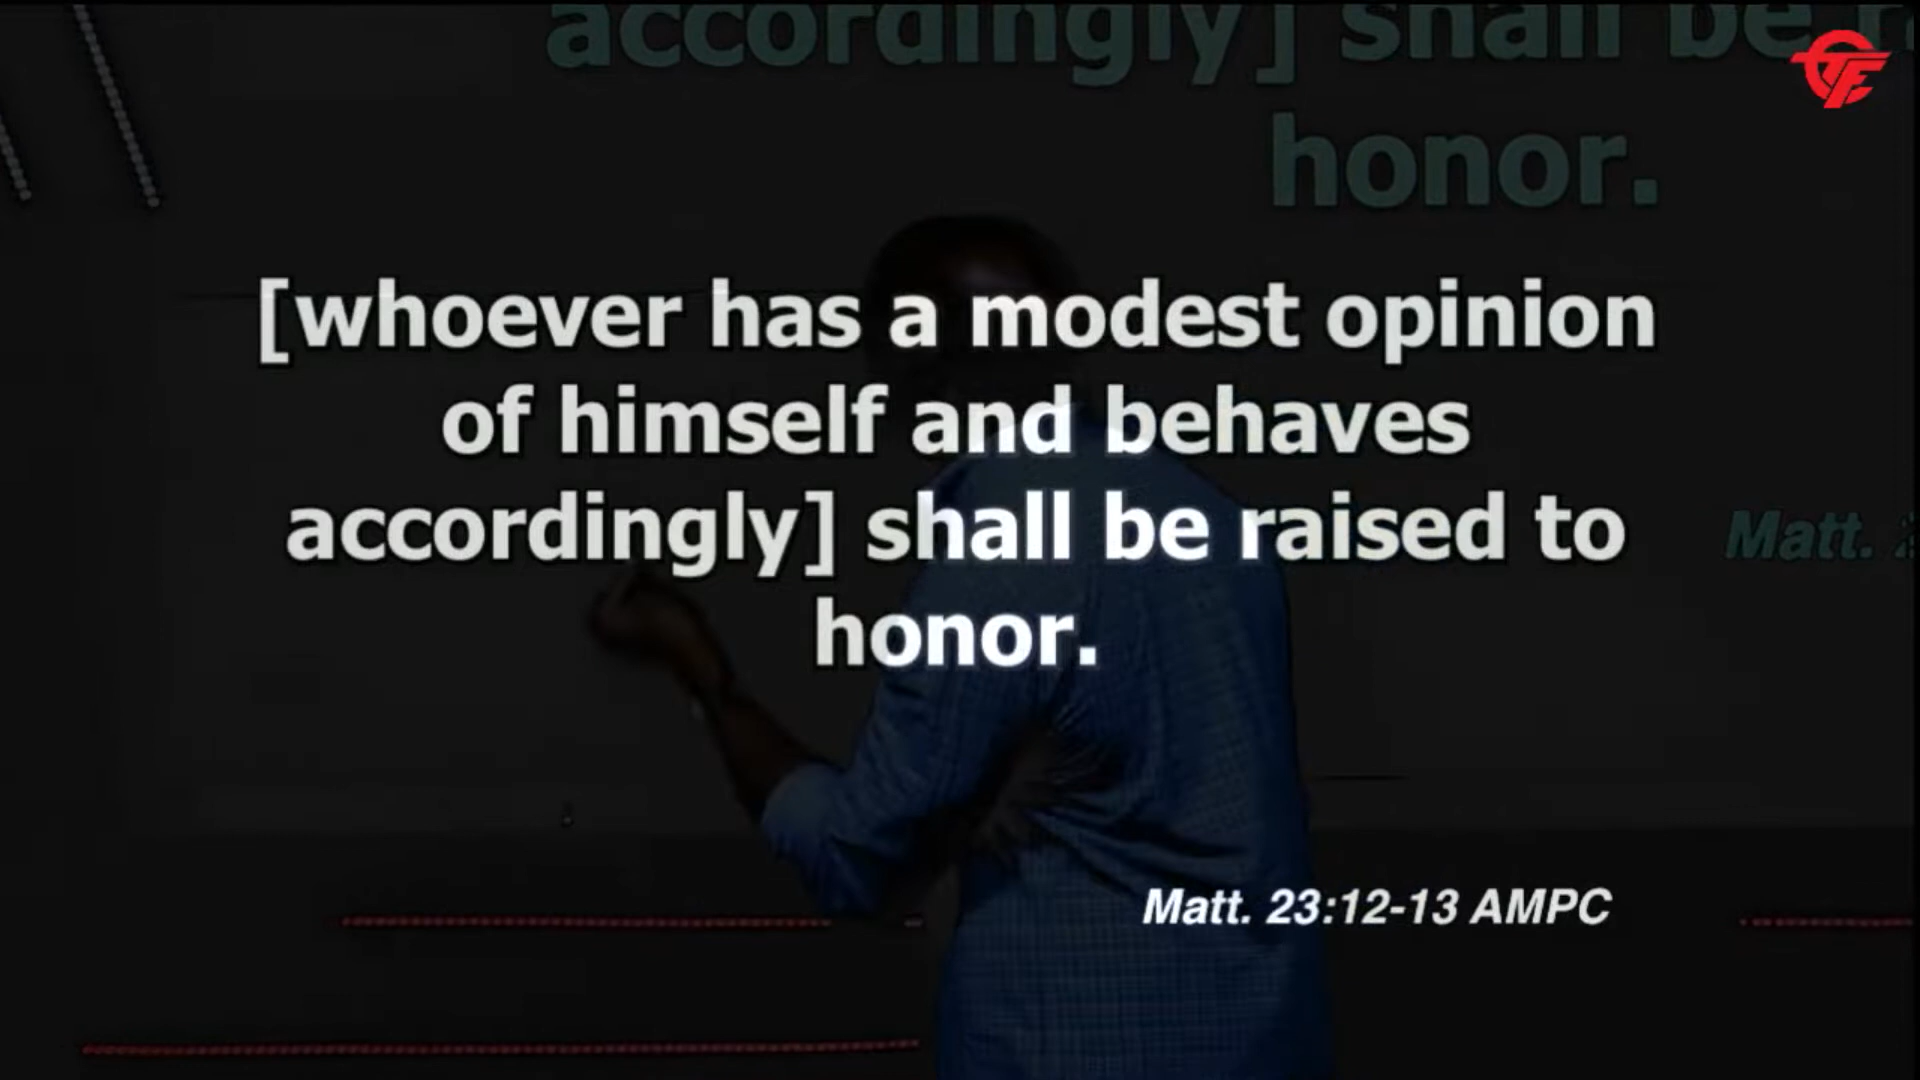 accordingly] shall be r
honor.
[whoever has a modest opinion
of himself and behaves
accordingly] shall be raised to
honor.
Matt. 2
Matt. 23:12-13 AMPC